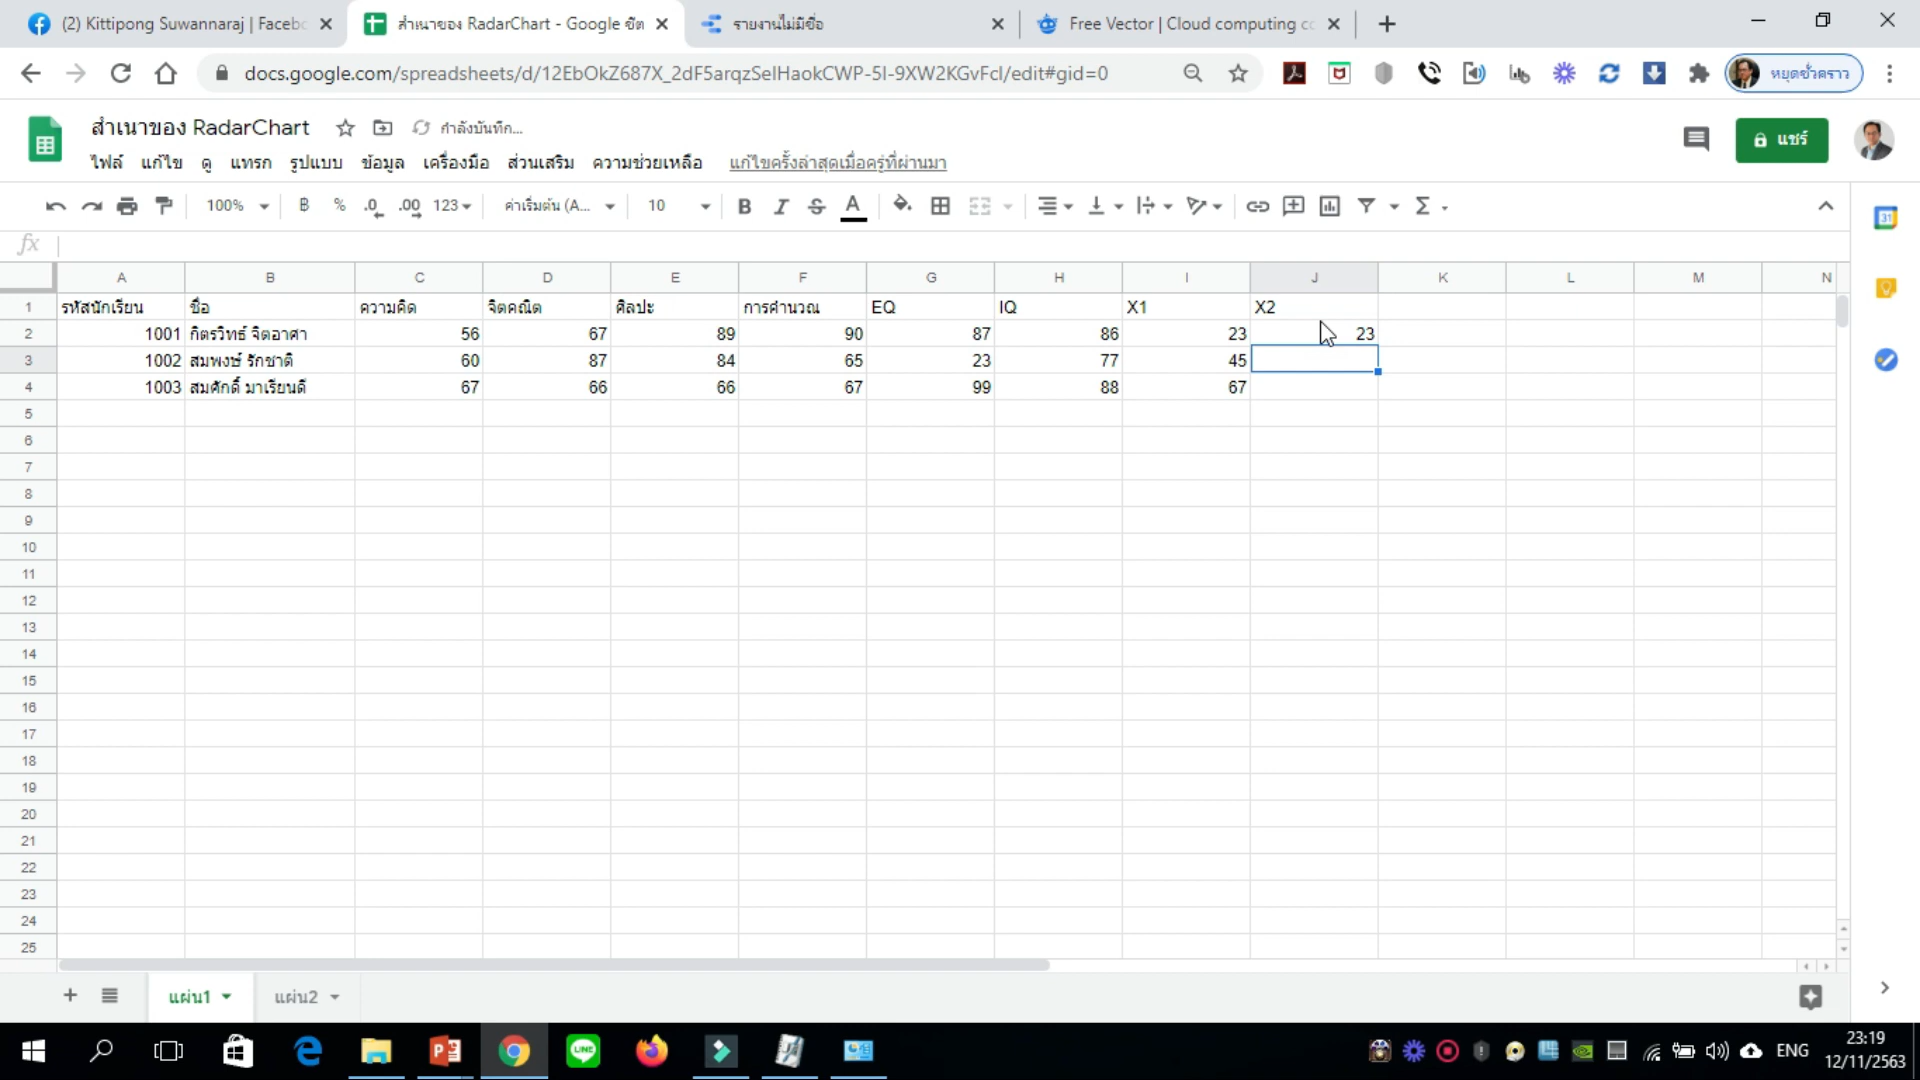 (2) Kittipong Suwannaraj | Facebo
สำเนาของ RadarChart - Google ชีต
รายงานไม่มีชื่อ
Free Vector | Cloud computing co
docs.google.com/spreadsheets/d/12EbOkZ687X_2dF5arqzSeIHaokCWP-5I-9XW2KGvFcI/edit#gid=0
หยุดชั่วคราว
สำเนาของ RadarChart
กำลังบันทึก...
ไฟล์ แก้ไข ดู แทรก รูปแบบ ข้อมูล เครื่องมือ ส่วนเสริม ความช่วยเหลือ แก้ไขครั้งล่าสุดเมื่อครู่ที่ผ่านมา
แชร์
100% ฿ % .0 .00 123 ค่าเริ่มต้น (A... 10 B I S A Σ
fx
A B C D E F G H I J K L M N
1 รหัสนักเรียน ชื่อ ความคิด จิตคณิต ศิลปะ การคำนวณ EQ IQ X1 X2
2 1001 กิตรวิทธ์ จิตอาศา 56 67 89 90 87 86 23 23
3 1002 สมพงษ์ รักชาติ 60 87 84 65 23 77 45
4 1003 สมศักดิ์ มาเรียนดี 67 66 66 67 99 88 67
5
6
7
8
9
10
11
12
13
14
15
16
17
18
19
20
21
22
23
24
25
แผ่น1
แผ่น2
31
ENG
23:19
12/11/2563